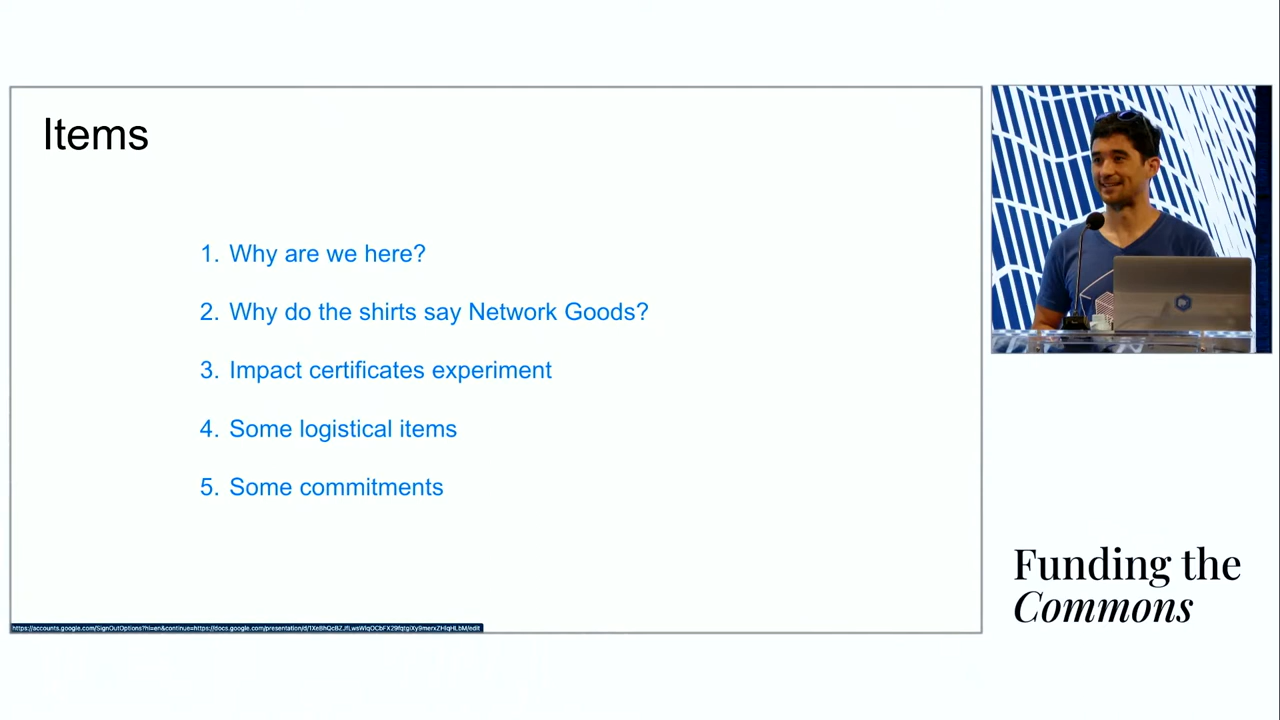 Items
1. Why are we here?
2. Why do the shirts say Network Goods?
3. Impact certificates experiment
4. Some logistical items
5. Some commitments
Funding the
Commons